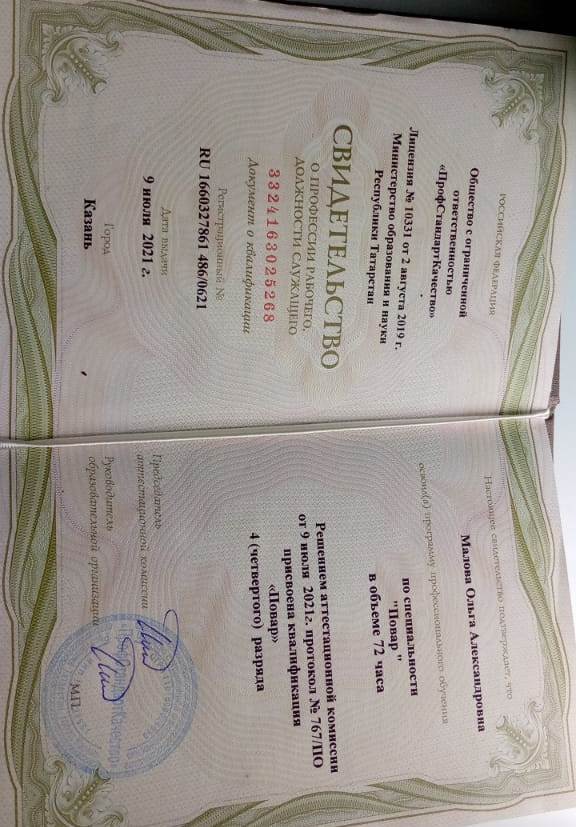 РОССИЙСКАЯ ФЕДЕРАЦИЯ
Общество с ограниченной
ответственностью
«ПрофСтандартКачество»
Лицензия № 10331 от 2 августа 2019 г.
Министерство образования и науки
Республики Татарстан
СВИДЕТЕЛЬСТВО
О ПРОФЕССИИ РАБОЧЕГО,
ДОЛЖНОСТИ СЛУЖАЩЕГО
3324163025268
Документ о квалификации
Регистрационный №
RU 1660327861 486/0621
Дата выдачи
9 июля 2021 г.
Город
Казань
Настоящее свидетельство подтверждает, что
Малова Ольга Александровна
освоил(а) программу профессионального обучения
по специальности
"Повар "
в объеме 72 часа
Решением аттестационной комиссии
от 9 июля 2021г. протокол № 767/ПО
присвоена квалификация
«Повар»
4 (четвертого) разряда
Председатель
аттестационной комиссии
Руководитель
образовательной организации
М.П.